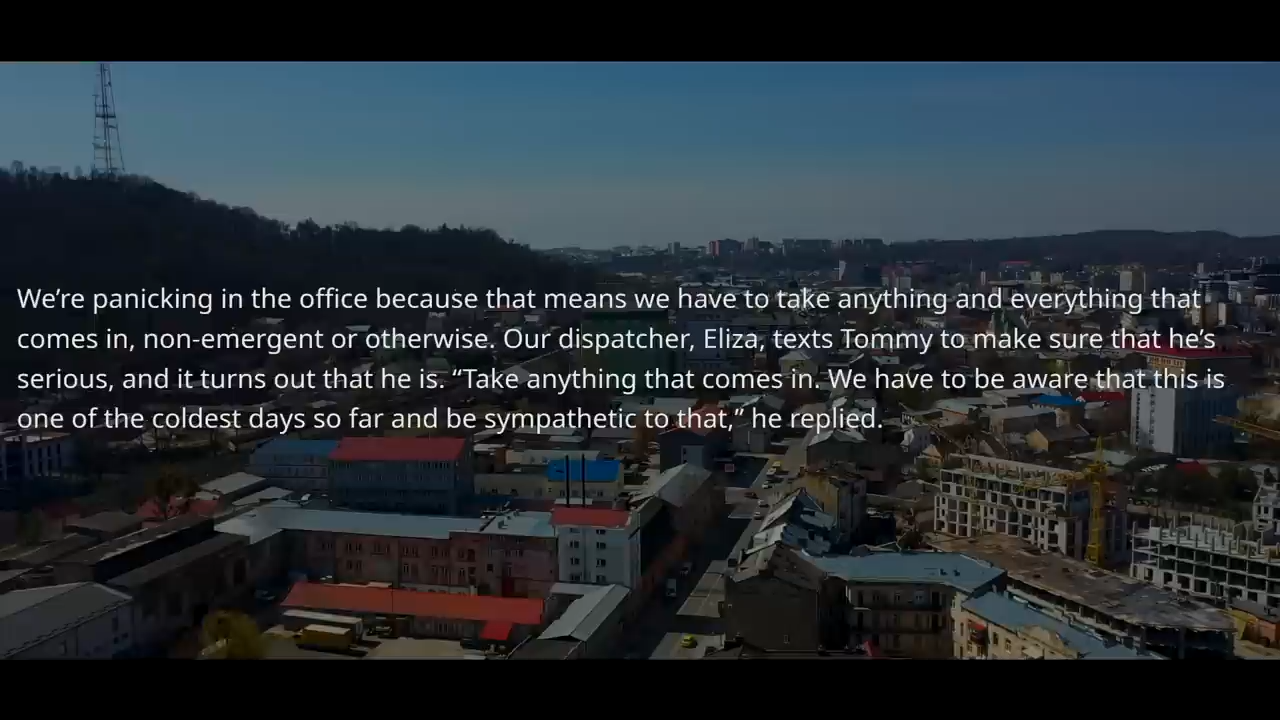 We’re panicking in the office because that means we have to take anything and everything that
comes in, non-emergent or otherwise. Our dispatcher, Eliza, texts Tommy to make sure that he’s
serious, and it turns out that he is. “Take anything that comes in. We have to be aware that this is
one of the coldest days so far and be sympathetic to that,” he replied.